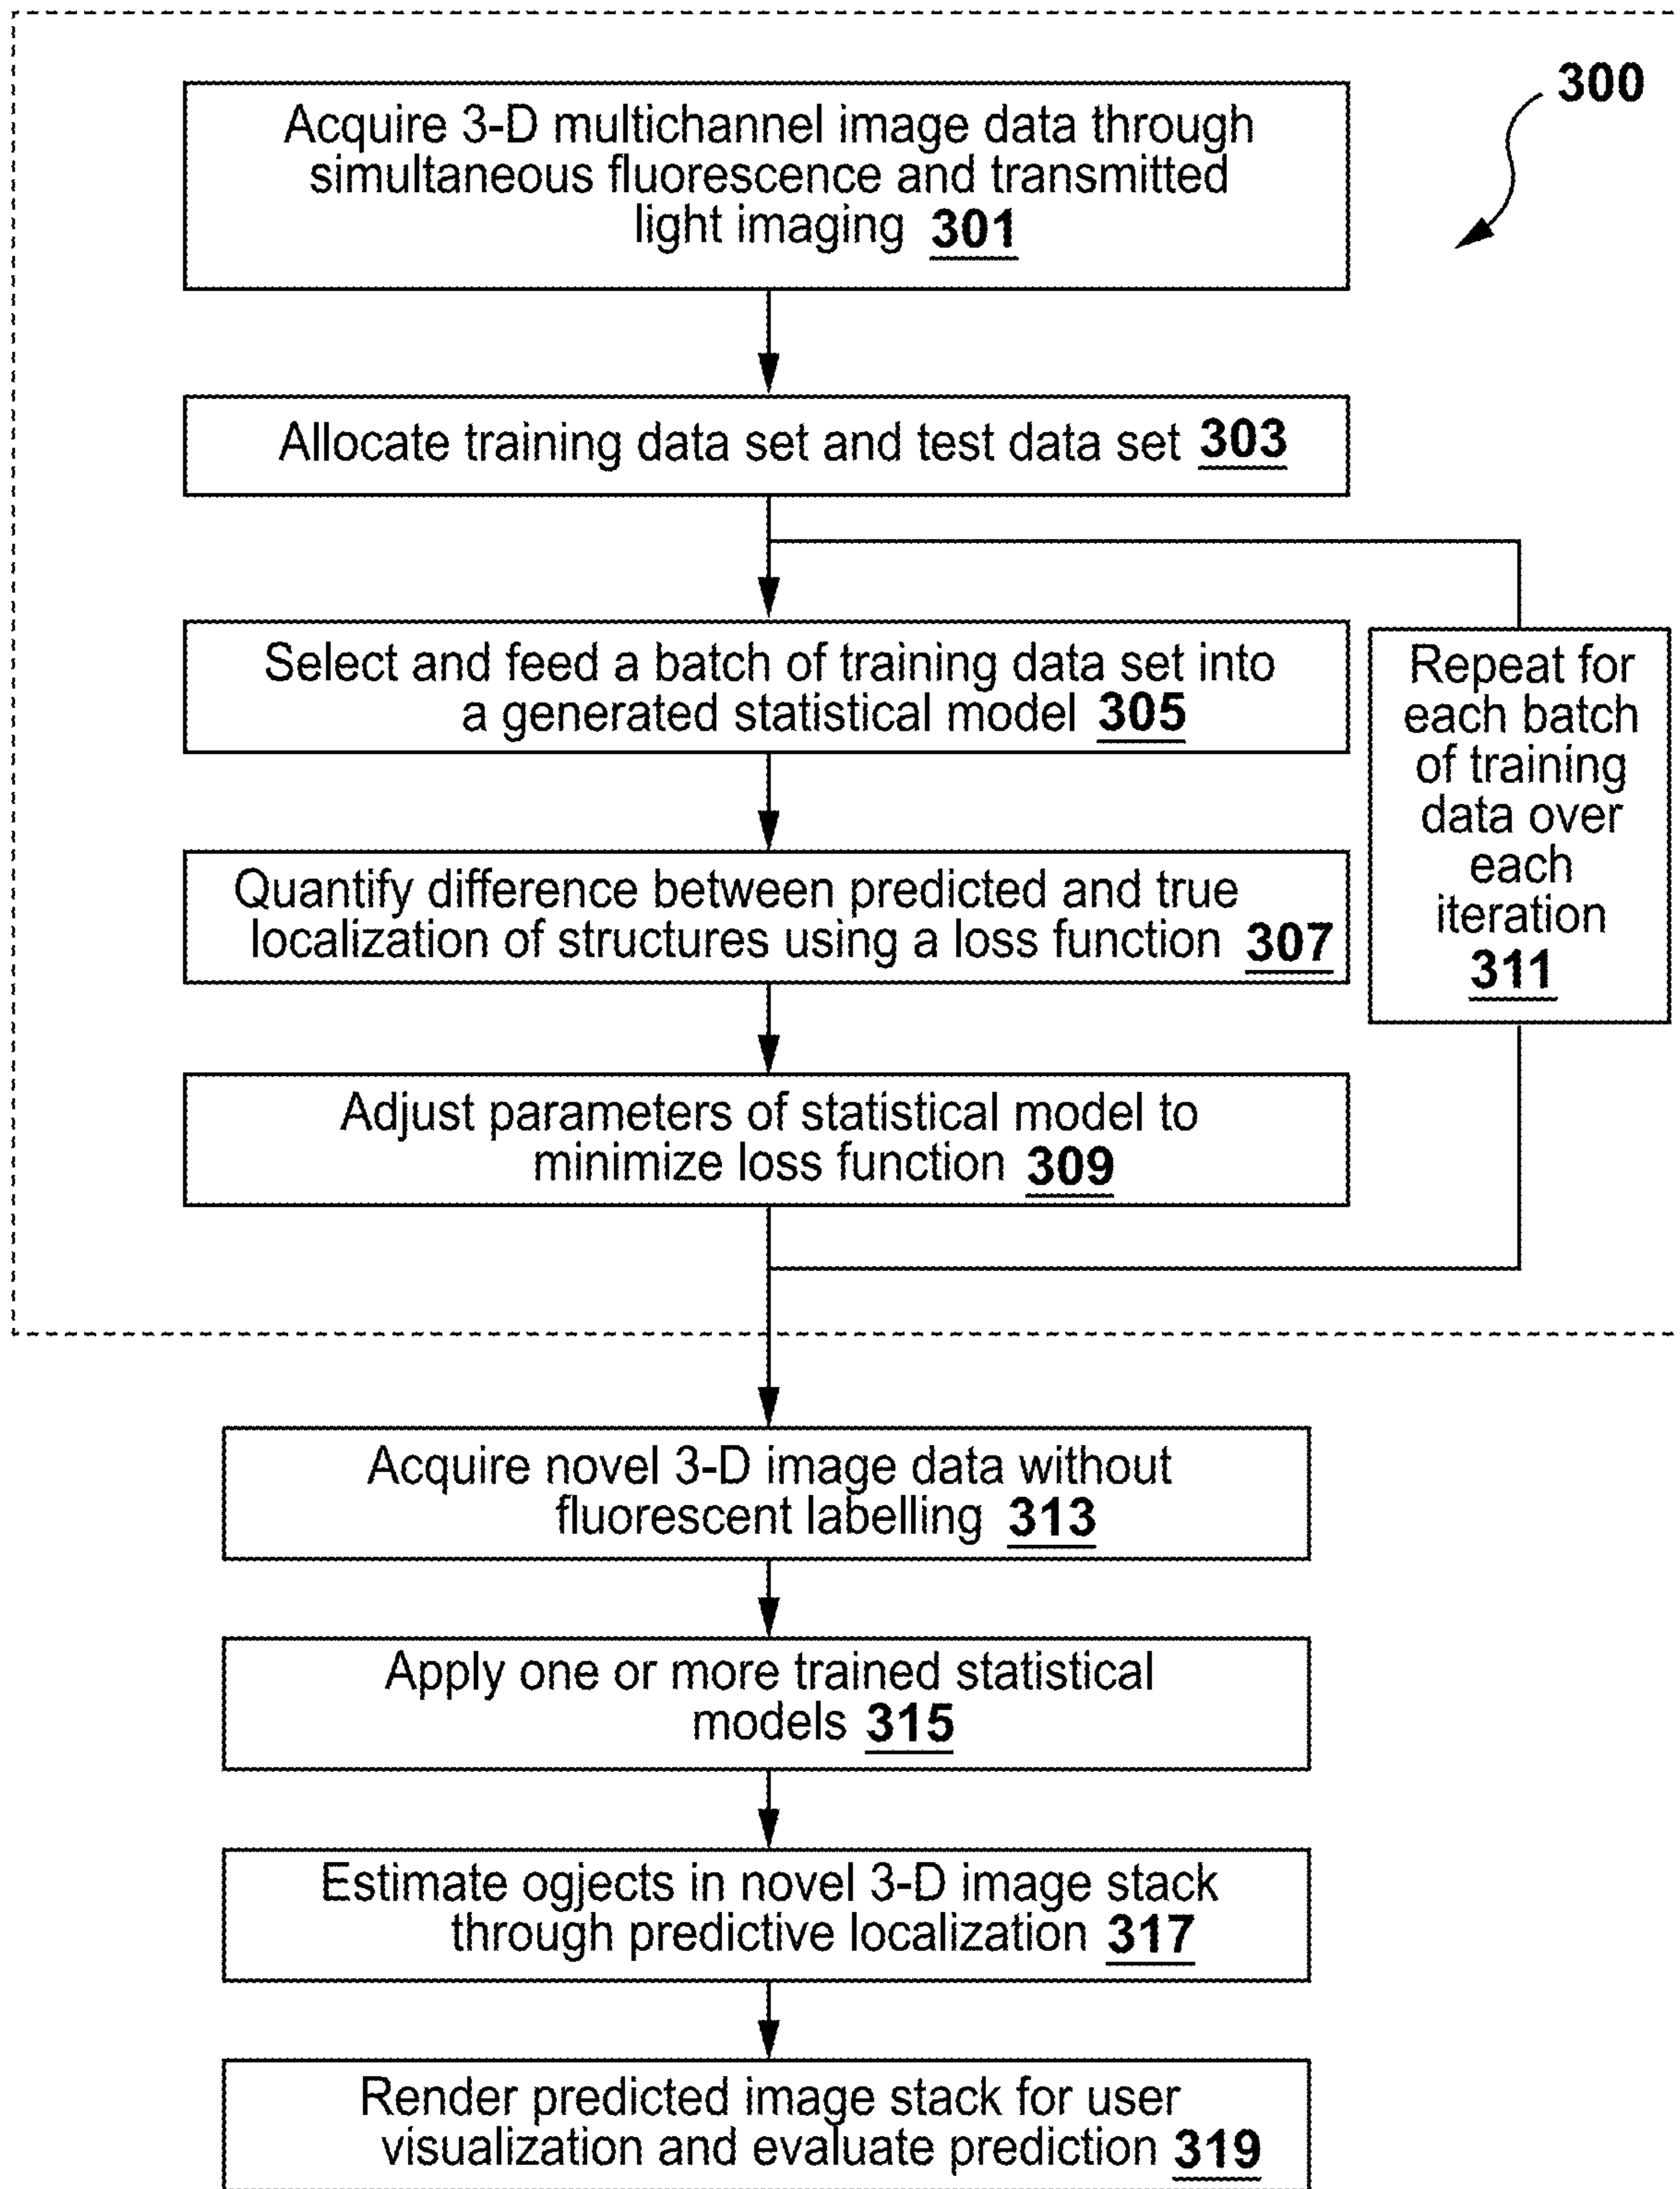 300
Acquire 3-D multichannel image data through
simultaneous fluorescence and transmitted
light imaging 301
Allocate training data set and test data set 303
Select and feed a batch of training data set into
a generated statistical model 305
Quantify difference between predicted and true
localization of structures using a loss function 307
Adjust parameters of statistical model to
minimize loss function 309
Repeat for
each batch
of training
data over
each
iteration
311
Acquire novel 3-D image data without
fluorescent labelling 313
Apply one or more trained statistical
models 315
Estimate ogjects in novel 3-D image stack
through predictive localization 317
Render predicted image stack for user
visualization and evaluate prediction 319